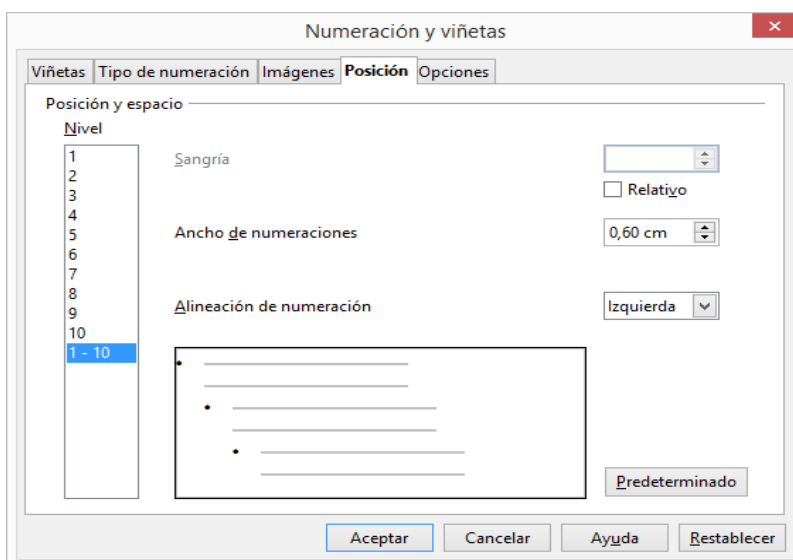 Numeración y viñetas
Viñetas Tipo de numeración Imágenes Posición Opciones
Posición y espacio
Nivel
1
2
3
4
5
6
7
8
9
10
1 - 10
Sangría
Relativo
Ancho de numeraciones 0,60 cm
Alineación de numeración Izquierda
Predeterminado
Aceptar Cancelar Ayuda Restablecer